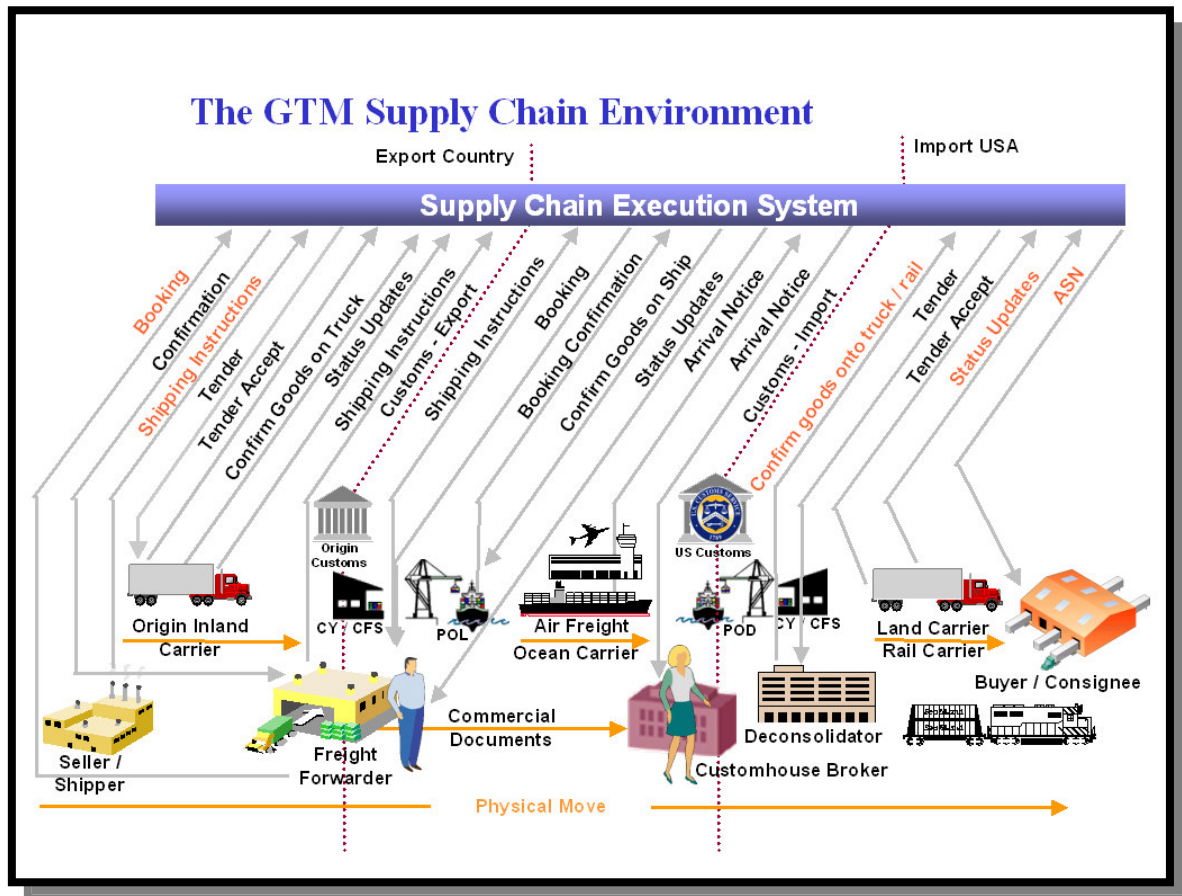 The GTM Supply Chain Environment
Export Country
Import USA
Supply Chain Execution System
Booking
Confirmation
Shipping Instructions
Tender
Tender Accept
Confirm Goods on Truck
Status Updates
Shipping Instructions
Customs - Export
Shipping Instructions
Booking
Booking Confirmation
Confirm Goods on Ship
Status Updates
Arrival Notice
Arrival Notice
Customs - Import
Confirm goods onto truck / rail
Tender
Tender Accept
Status Updates
ASN
Origin
Customs
U.S. CUSTOMS SERVICE
1789
US Customs
Origin Inland
Carrier
CY / CFS
POL
Air Freight
Ocean Carrier
POD
CY / CFS
Land Carrier
Rail Carrier
Buyer / Consignee
Seller /
Shipper
Freight
Forwarder
Commercial
Documents
Deconsolidator
Customhouse Broker
Physical Move